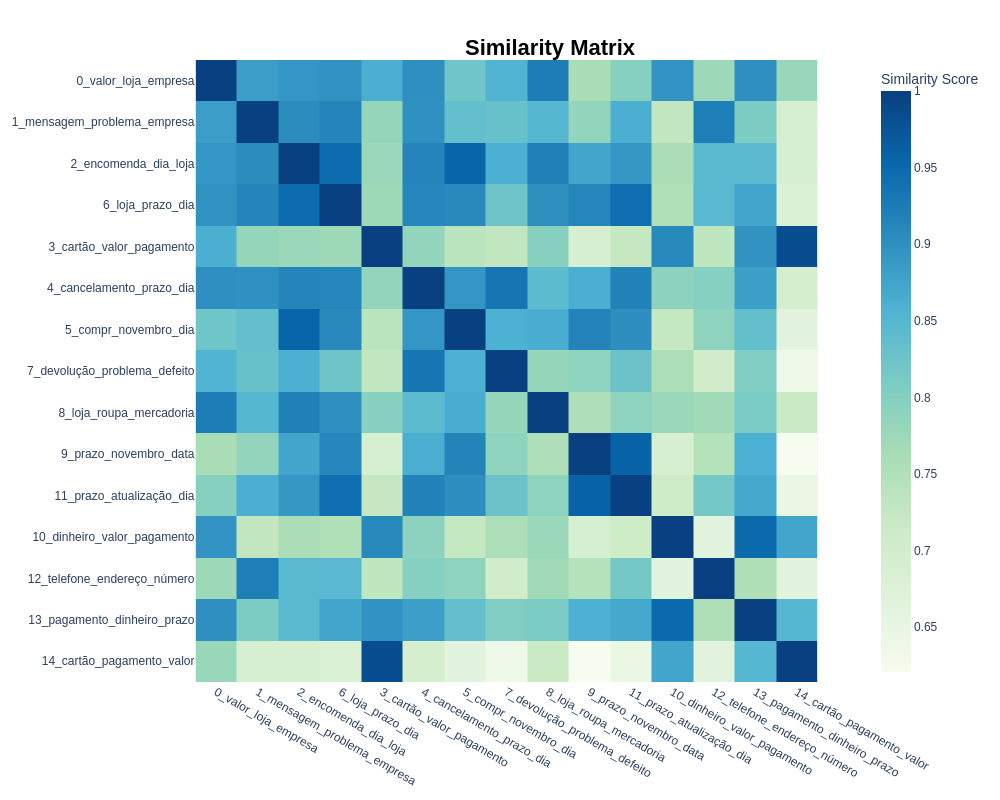 Similarity Matrix
Similarity Score
0_valor_loja_empresa
1_mensagem_problema_empresa
2_encomenda_dia_loja
6_loja_prazo_dia
3_cartão_valor_pagamento
4_cancelamento_prazo_dia
5_compr_novembro_dia
7_devolução_problema_defeito
8_loja_roupa_mercadoria
9_prazo_novembro_data
11_prazo_atualização_dia
10_dinheiro_valor_pagamento
12_telefone_endereço_número
13_pagamento_dinheiro_prazo
14_cartão_pagamento_valor
1
0.95
0.9
0.85
0.8
0.75
0.7
0.65
0_valor_loja_empresa
1_mensagem_problema_empresa
2_encomenda_dia_loja
6_loja_prazo_dia
3_cartão_valor_pagamento
4_cancelamento_prazo_dia
5_compr_novembro_dia
7_devolução_problema_defeito
8_loja_roupa_mercadoria
9_prazo_novembro_data
11_prazo_atualização_dia
10_dinheiro_valor_pagamento
12_telefone_endereço_número
13_pagamento_dinheiro_prazo
14_cartão_pagamento_valor